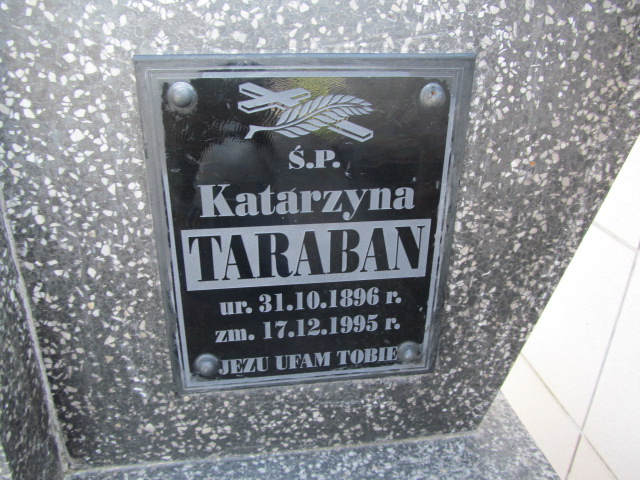 Ś.P.
Katarzyna
TARABAN
ur. 31.10.1896 r.
zm. 17.12.1995 r.
JEZU UFAM TOBIE